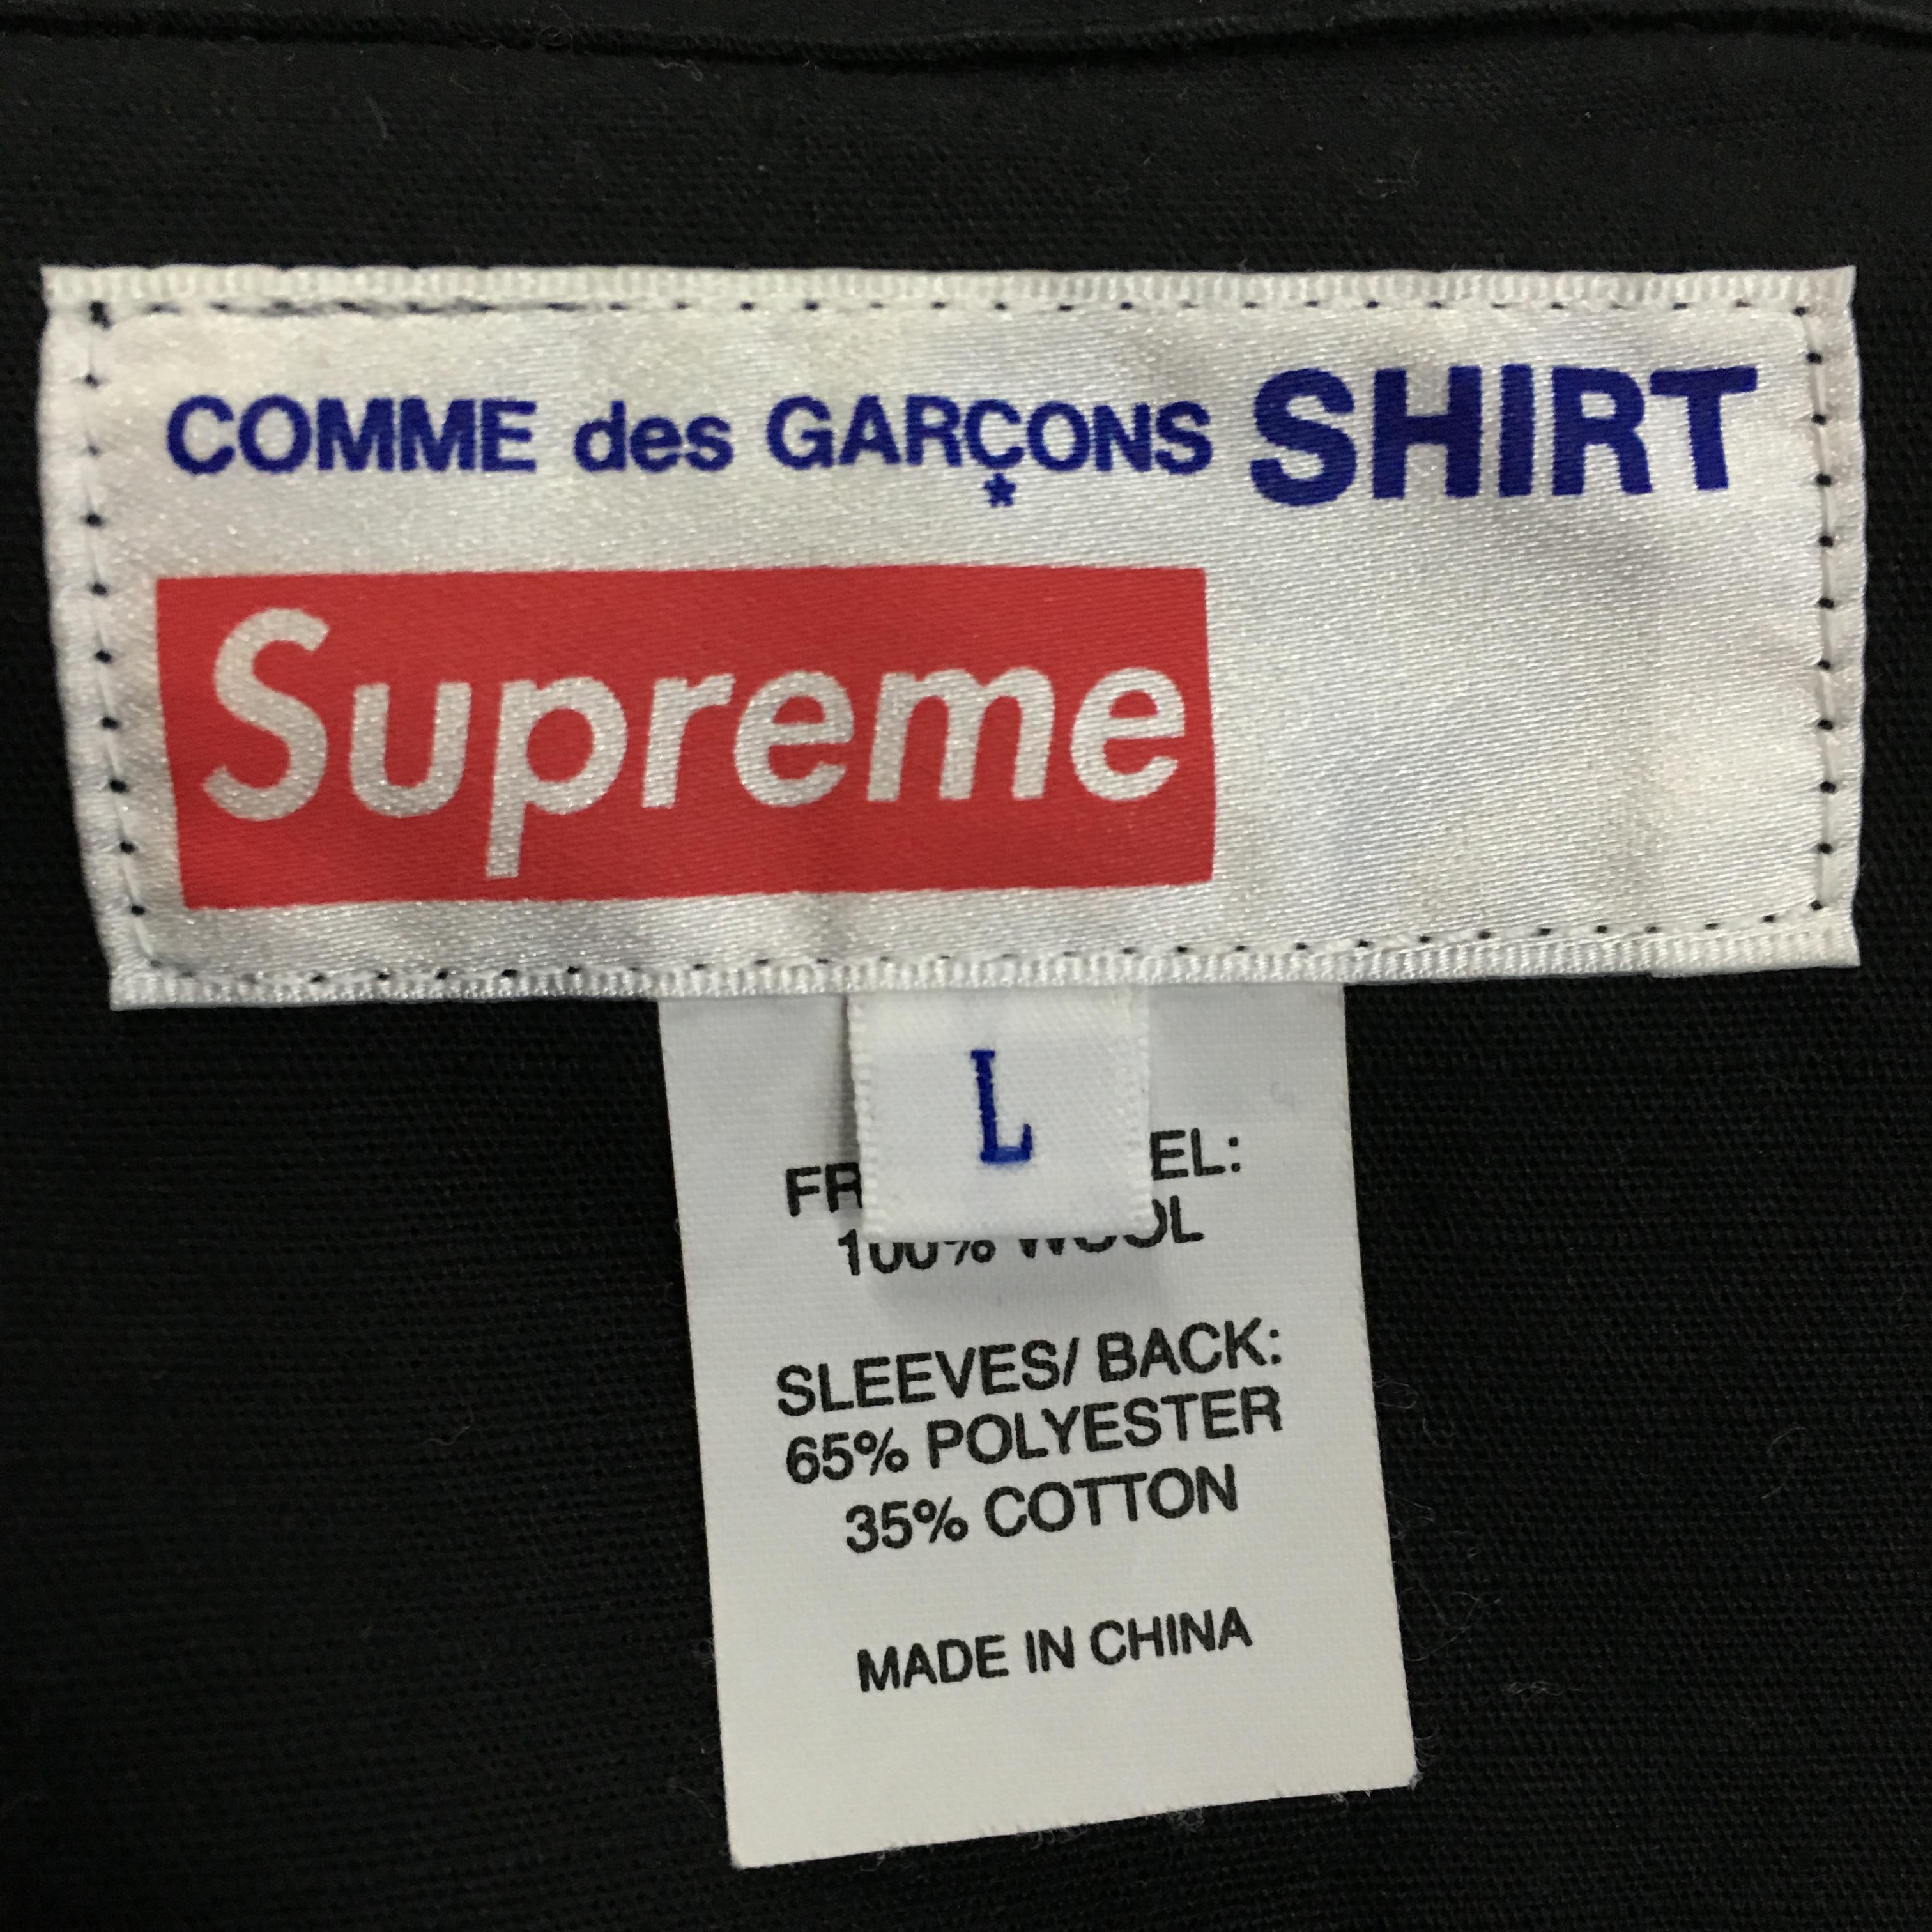 COMME des GARÇONS SHIRT
*
Supreme
L
100% WOOL
SLEEVES/ BACK:
65% POLYESTER
35% COTTON
MADE IN CHINA